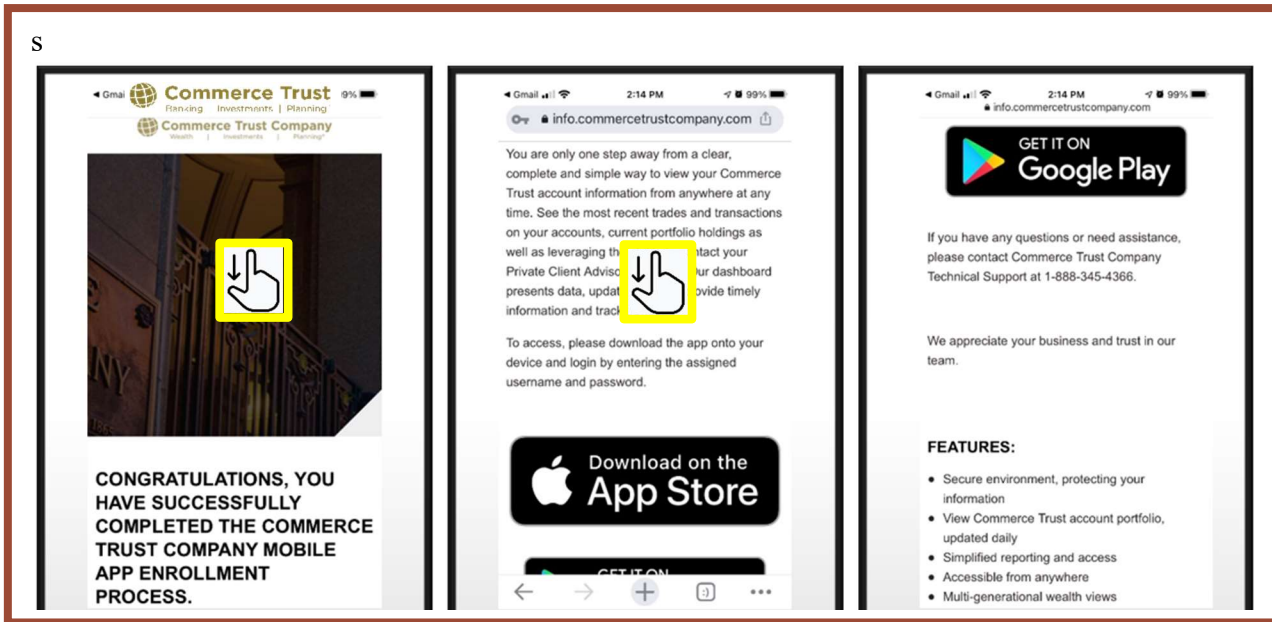 s
◄ Gmai
Commerce Trust
9%
Banking Investments | Planning
Commerce Trust Company
Wealth | Investments | Planning*
NY
1865
CONGRATULATIONS, YOU
HAVE SUCCESSFULLY
COMPLETED THE COMMERCE
TRUST COMPANY MOBILE
APP ENROLLMENT
PROCESS.
◄ Gmail 2:14 PM 99%
info.commercetrustcompany.com
You are only one step away from a clear,
complete and simple way to view your Commerce
Trust account information from anywhere at any
time. See the most recent trades and transactions
on your accounts, current portfolio holdings as
well as leveraging th ntact your
Private Client Adviso ur dashboard
presents data, updat ovide timely
information and track
To access, please download the app onto your
device and login by entering the assigned
username and password.
Download on the
App Store
GET IT ON
◄ Gmail 2:14 PM 99%
info.commercetrustcompany.com
GET IT ON
Google Play
If you have any questions or need assistance,
please contact Commerce Trust Company
Technical Support at 1-888-345-4366.
We appreciate your business and trust in our
team.
FEATURES:
• Secure environment, protecting your
information
• View Commerce Trust account portfolio,
updated daily
• Simplified reporting and access
• Accessible from anywhere
• Multi-generational wealth views